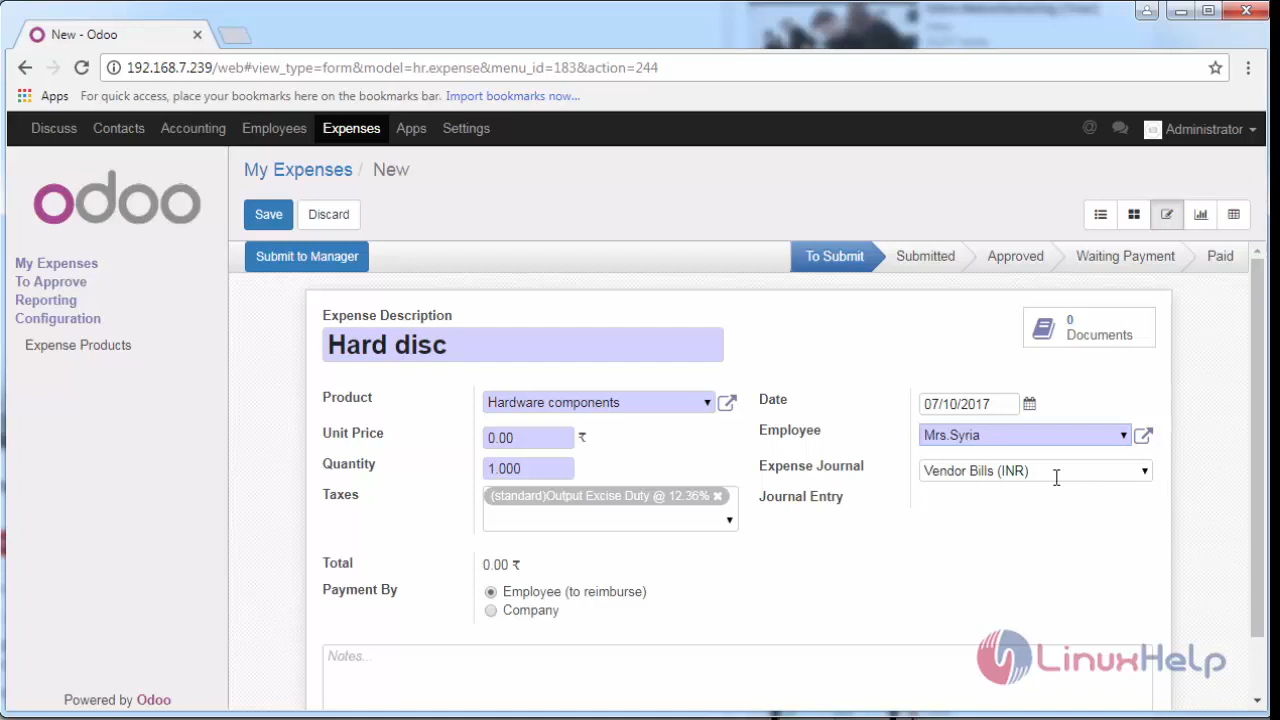 New - Odoo
192.168.7.239/web#view_type=form&model=hr.expense&menu_id=183&action=244
Apps For quick access, place your bookmarks here on the bookmarks bar. Import bookmarks now...
Discuss Contacts Accounting Employees Expenses Apps Settings @ Administrator
odoo
My Expenses
To Approve
Reporting
Configuration
Expense Products
Powered by Odoo
My Expenses / New
Save Discard
Submit to Manager To Submit Submitted Approved Waiting Payment Paid
Expense Description
Hard disc
0
Documents
Product Hardware components
Unit Price 0.00 ₹
Quantity 1.000
Taxes (standard)Output Excise Duty @ 12.36%
Total 0.00 ₹
Payment By Employee (to reimburse)
Company
Date 07/10/2017
Employee Mrs.Syria
Expense Journal Vendor Bills (INR)
Journal Entry
Notes...
LinuxHelp